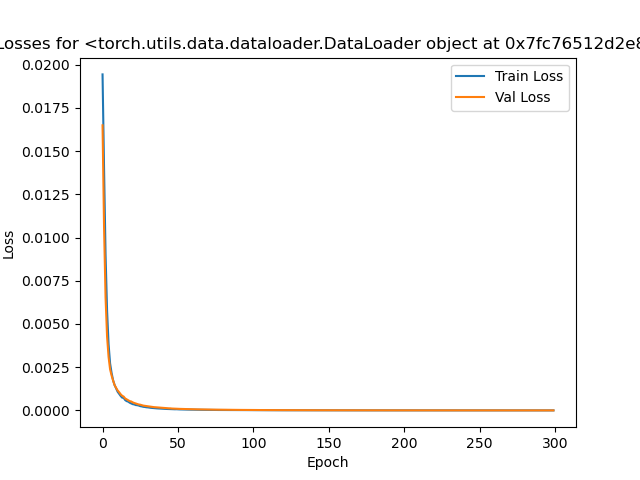 Losses for <torch.utils.data.dataloader.DataLoader object at 0x7fc76512d2e8
Train Loss
Val Loss
0.0200
0.0175
0.0150
0.0125
0.0100
0.0075
0.0050
0.0025
0.0000
Loss
0 50 100 150 200 250 300
Epoch